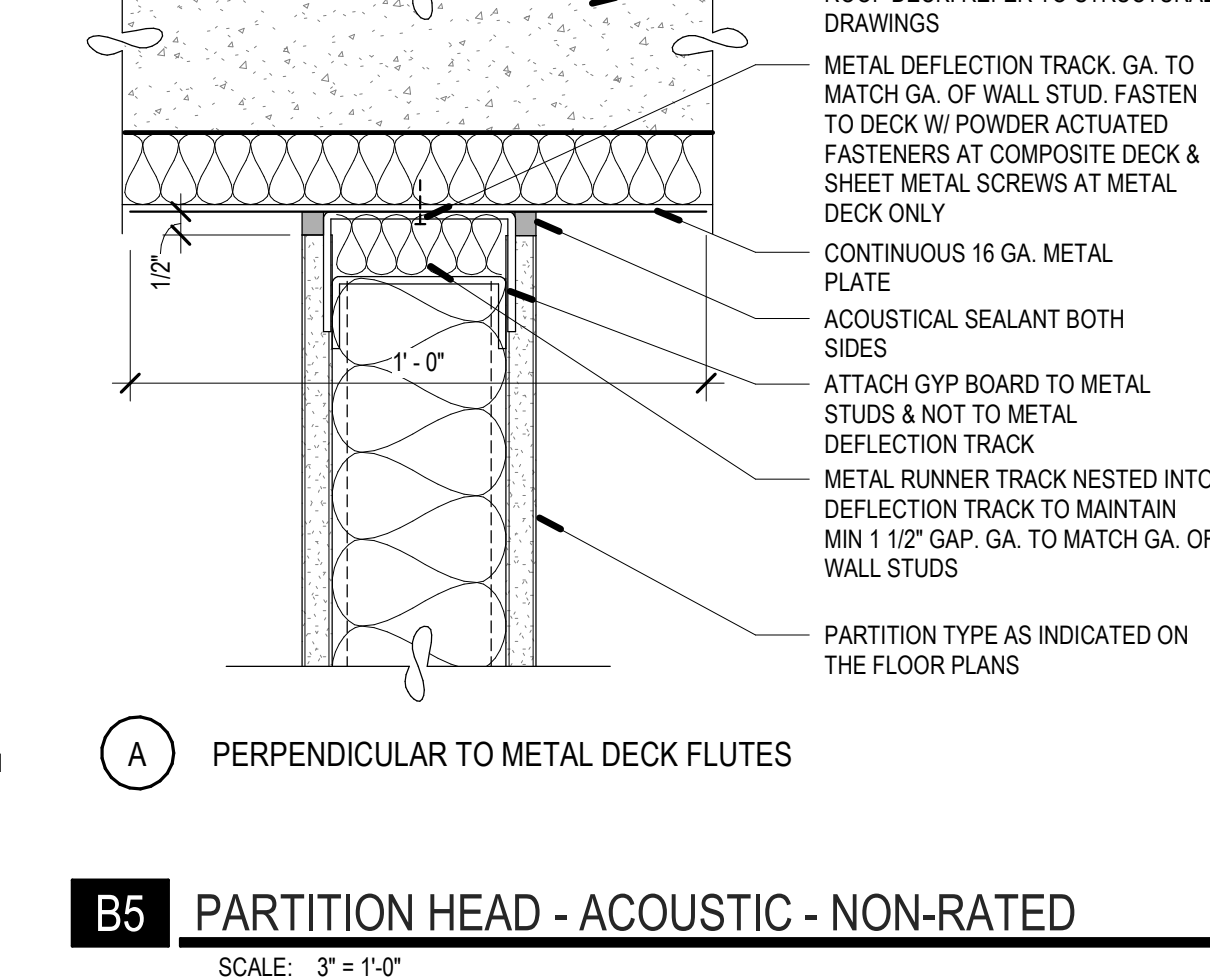 DRAWINGS
METAL DEFLECTION TRACK. GA. TO
MATCH GA. OF WALL STUD. FASTEN
TO DECK W/ POWDER ACTUATED
FASTENERS AT COMPOSITE DECK &
SHEET METAL SCREWS AT METAL
DECK ONLY
CONTINUOUS 16 GA. METAL
PLATE
ACOUSTICAL SEALANT BOTH
SIDES
ATTACH GYP BOARD TO METAL
STUDS & NOT TO METAL
DEFLECTION TRACK
METAL RUNNER TRACK NESTED INTO
DEFLECTION TRACK TO MAINTAIN
MIN 1 1/2" GAP. GA. TO MATCH GA. OF
WALL STUDS
PARTITION TYPE AS INDICATED ON
THE FLOOR PLANS
1/2"
1' - 0"
A PERPENDICULAR TO METAL DECK FLUTES
B5 PARTITION HEAD - ACOUSTIC - NON-RATED
SCALE: 3" = 1'-0"